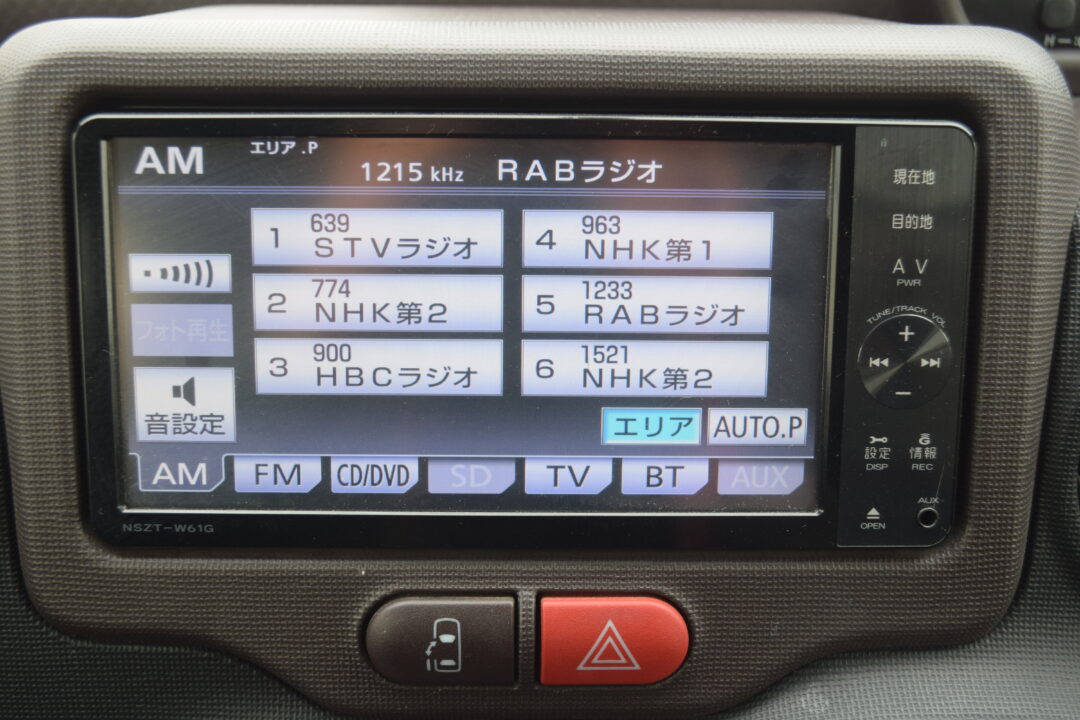 AM エリア.P 1215 kHz RABラジオ
1 639 STVラジオ
4 963 NHK第1
2 774 NHK第2
5 1233 RABラジオ
3 900 HBCラジオ
6 1521 NHK第2
フォト再生
音設定
エリア AUTO.P
AM FM CD/DVD SD TV BT AUX
NSZT-W61G
現在地
目的地
AV
PWR
TUNE/TRACK VOL
+
−
設定 情報
DISP REC
AUX
OPEN